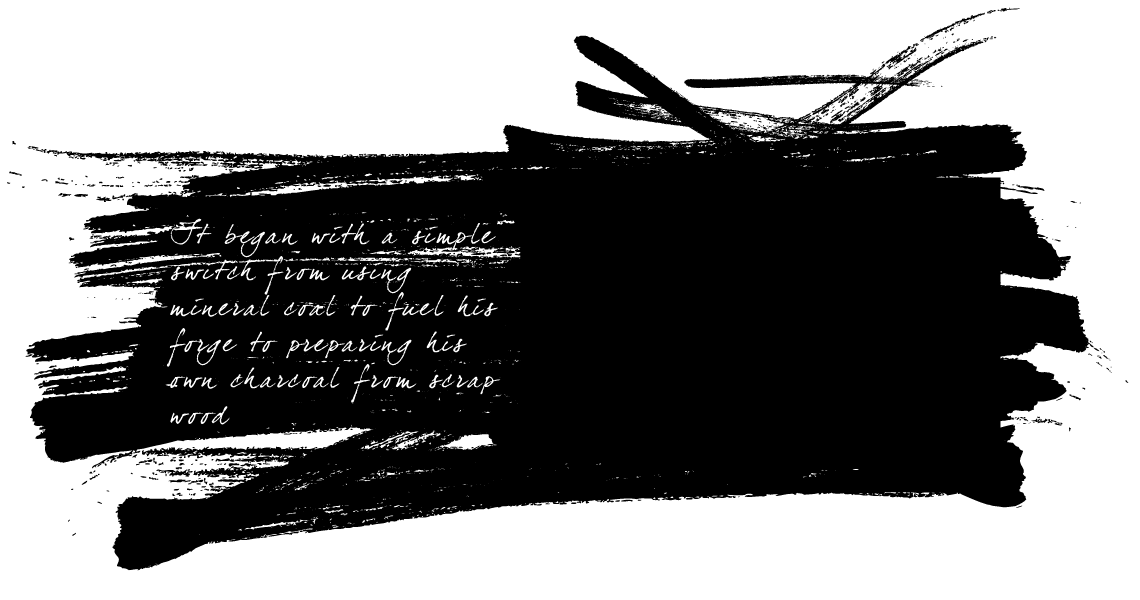 It began with a simple
switch from using
mineral coal to fuel his
forge to preparing his
own charcoal from scrap
wood